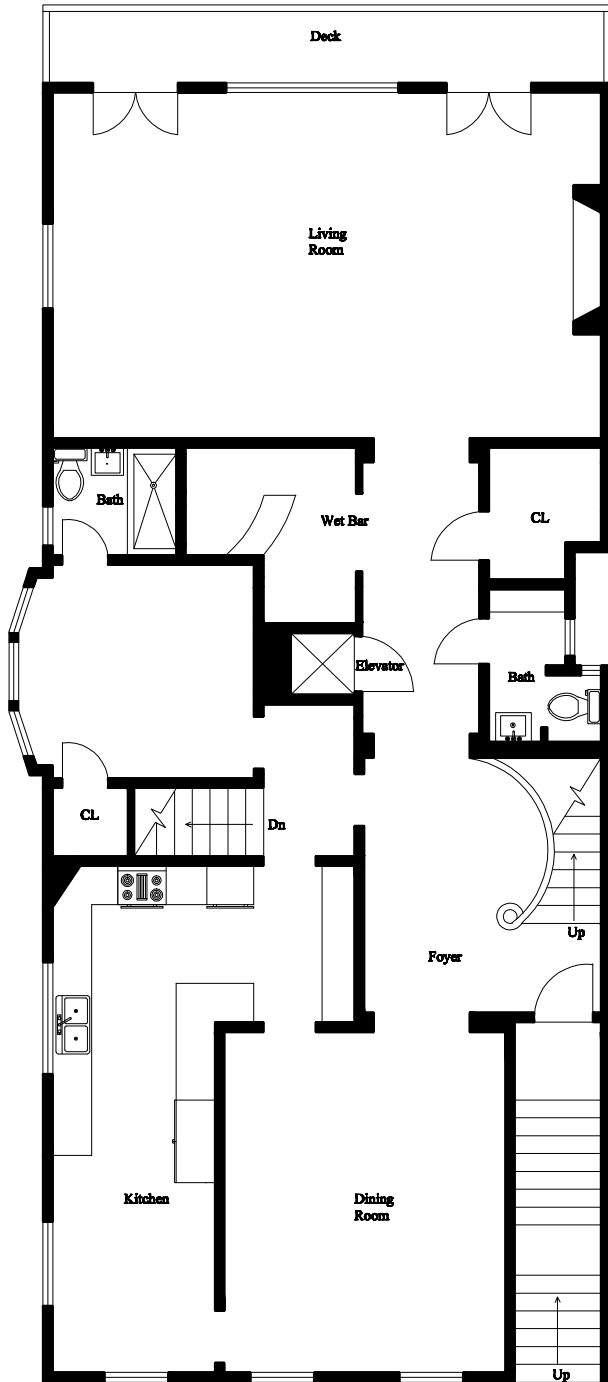 Deck
Living
Room
Bath
Wet Bar
CL
Elevator
Bath
CL
Dn
Up
Foyer
Kitchen
Dining
Room
Up